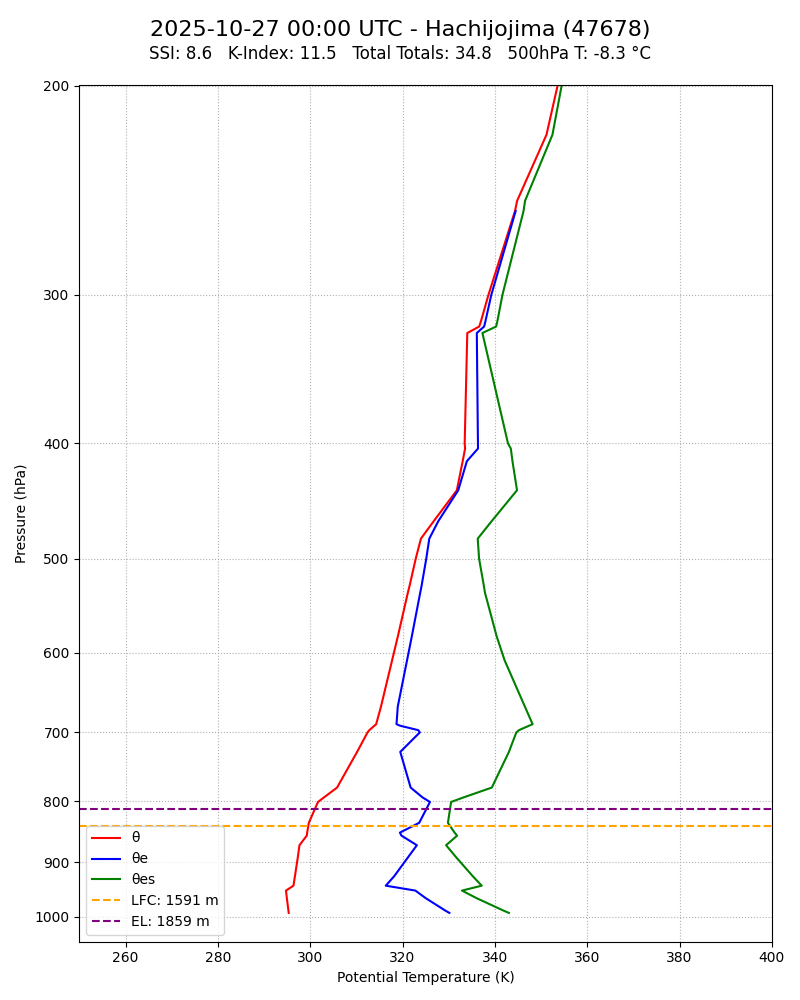 2025-10-27 00:00 UTC - Hachijojima (47678)
SSI: 8.6   K-Index: 11.5   Total Totals: 34.8   500hPa T: -8.3 °C
200
300
400
500
600
700
800
900
1000
Pressure (hPa)
θ
θe
θes
LFC: 1591 m
EL: 1859 m
260 280 300 320 340 360 380 400
Potential Temperature (K)